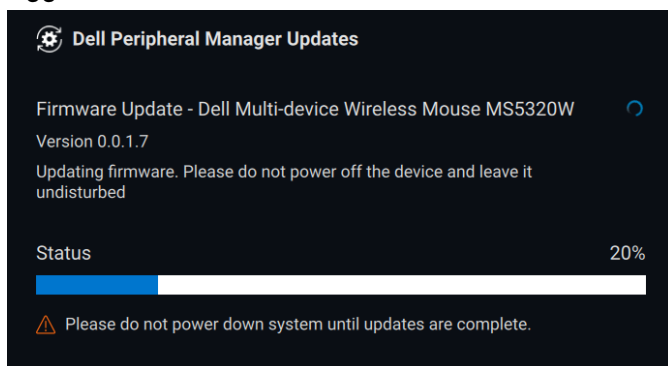 Dell Peripheral Manager Updates
Firmware Update - Dell Multi-device Wireless Mouse MS5320W
Version 0.0.1.7
Updating firmware. Please do not power off the device and leave it
undisturbed
Status 20%
Please do not power down system until updates are complete.